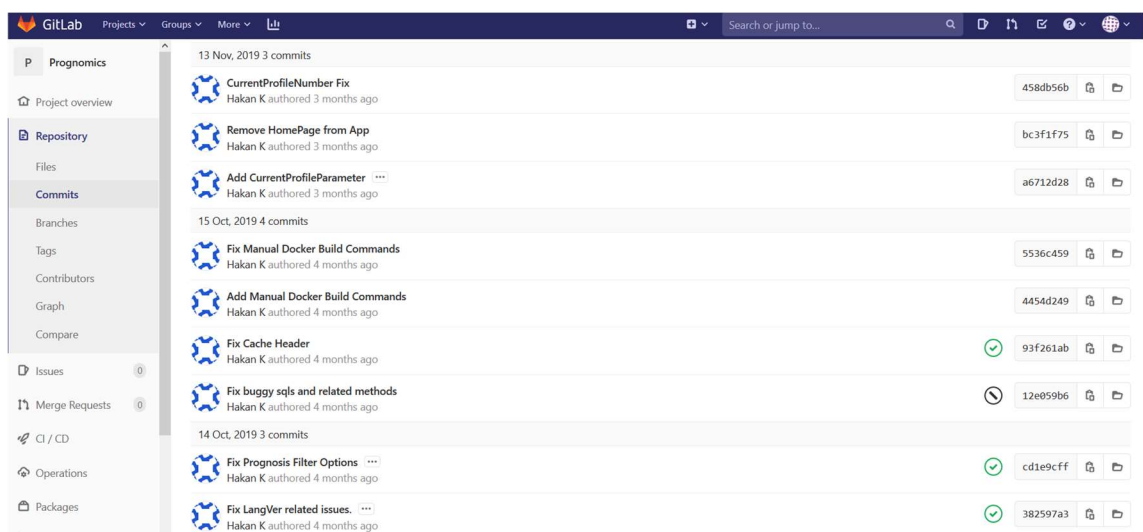 GitLab Projects Groups More Search or jump to...
P Prognomics
Project overview
Repository
Files
Commits
Branches
Tags
Contributors
Graph
Compare
Issues 0
Merge Requests 0
CI / CD
Operations
Packages
13 Nov, 2019 3 commits
CurrentProfileNumber Fix
Hakan K authored 3 months ago
458db56b
Remove HomePage from App
Hakan K authored 3 months ago
bc3f1f75
Add CurrentProfileParameter ...
Hakan K authored 3 months ago
a6712d28
15 Oct, 2019 4 commits
Fix Manual Docker Build Commands
Hakan K authored 4 months ago
5536c459
Add Manual Docker Build Commands
Hakan K authored 4 months ago
4454d249
Fix Cache Header
Hakan K authored 4 months ago
93f261ab
Fix buggy sqls and related methods
Hakan K authored 4 months ago
12e059b6
14 Oct, 2019 3 commits
Fix Prognosis Filter Options ...
Hakan K authored 4 months ago
cd1e9cff
Fix LangVer related issues. ...
Hakan K authored 4 months ago
382597a3